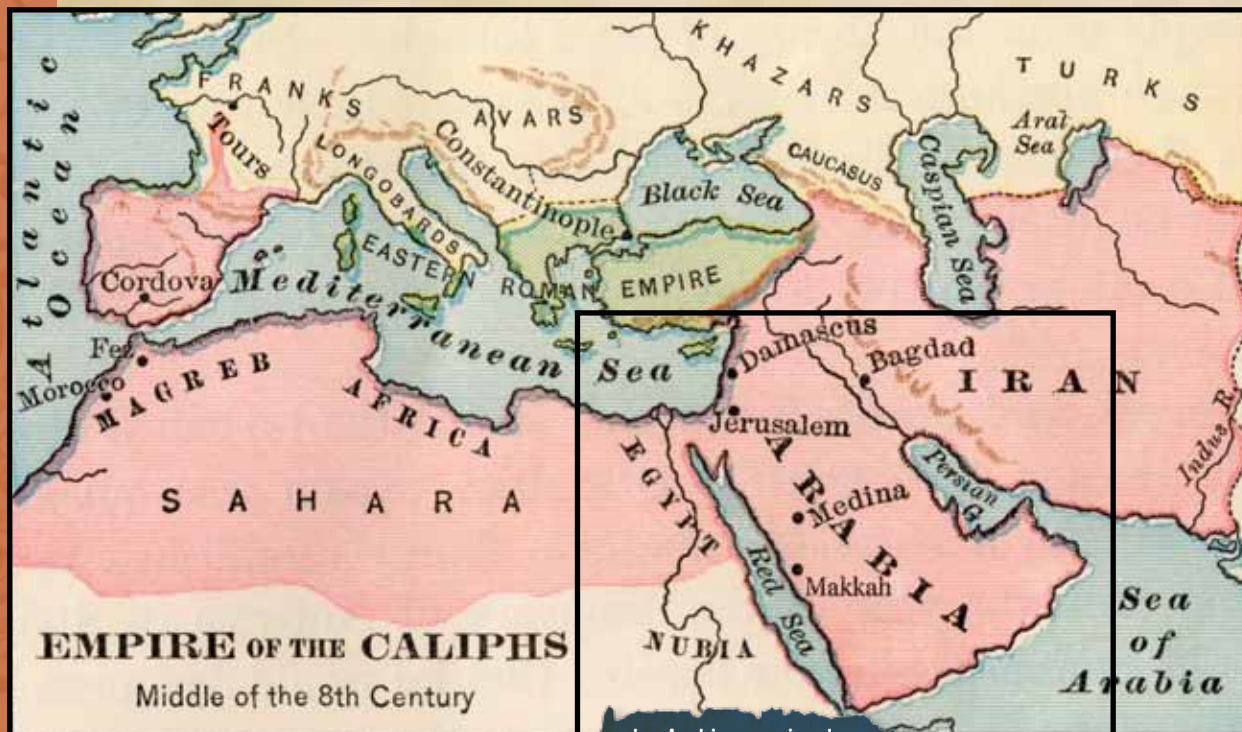 Atlantic
Ocean
FRANKS
Tours
LONGOBARDS
AVARS
Constantinople
KHAZARS
CAUCASUS
TURKS
Aral
Sea
Caspian Sea
Black Sea
EASTERN ROMAN EMPIRE
Cordova
Mediterranean Sea
Fez
Morocco
MAGREB
AFRICA
SAHARA
Damascus
Bagdad
IRAN
Indus R.
Jerusalem
EGYPT
ARABIA
Persian
G.
Medina
Makkah
Red Sea
NUBIA
Sea
of
Arabia
EMPIRE OF THE CALIPHS
Middle of the 8th Century